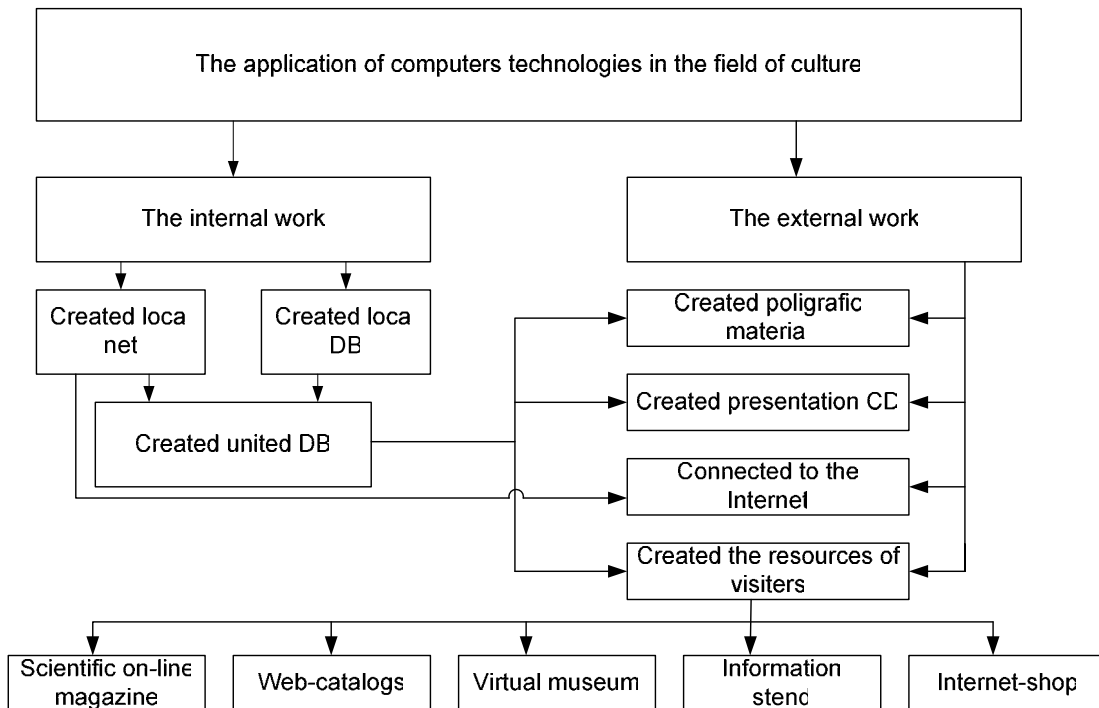 The application of computers technologies in the field of culture
The internal work
The external work
Created loca
net
Created loca
DB
Created poligrafic
materia
Created presentation CD
Created united DB
Connected to the
Internet
Created the resources of
visiters
Scientific on-line
magazine
Web-catalogs
Virtual museum
Information
stend
Internet-shop